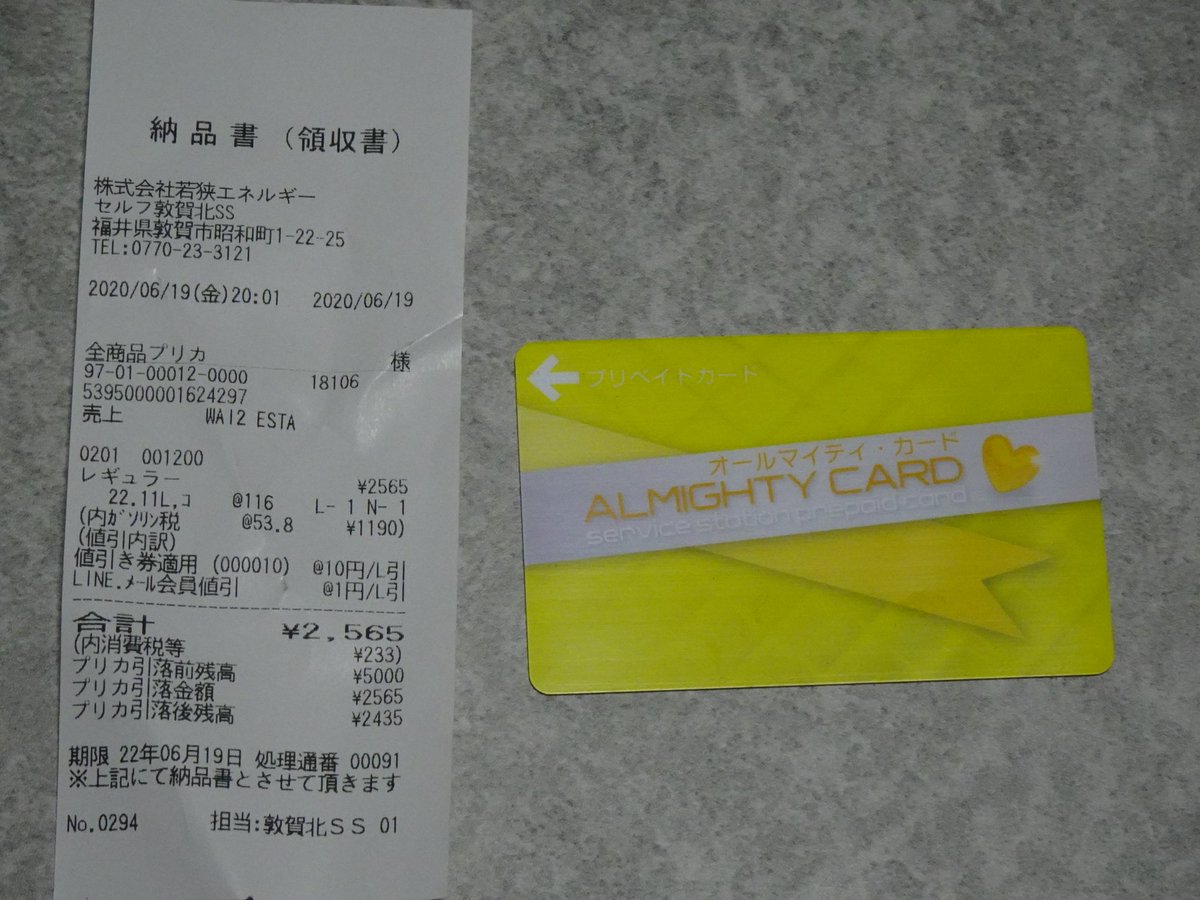 納品書（領収書）
株式会社若狭エネルギー
セルフ敦賀北SS
福井県敦賀市昭和町1-22-25
TEL:0770-23-3121
2020/06/19(金)20:01 2020/06/19
全商品プリカ 様
97-01-00012-0000 18106
5395000001624297
売上 WAI2 ESTA
0201 001200
レギュラー ¥2565
22.11L,コ @116 L- 1 N- 1
(内ｶﾞｿﾘﾝ税 @53.8 ¥1190)
(値引内訳)
値引き券適用 (000010) @10円/L引
LINE.ﾒｰﾙ会員値引 @1円/L引
合計 ¥2,565
(内消費税等 ¥233)
プリカ引落前残高 ¥5000
プリカ引落金額 ¥2565
プリカ引落後残高 ¥2435
期限 22年06月19日 処理通番 00091
※上記にて納品書とさせて頂きます
No.0294 担当:敦賀北ＳＳ 01
プリペイトカード
オールマイティ・カード
ALMIGHTY CARD
service station prepaid card